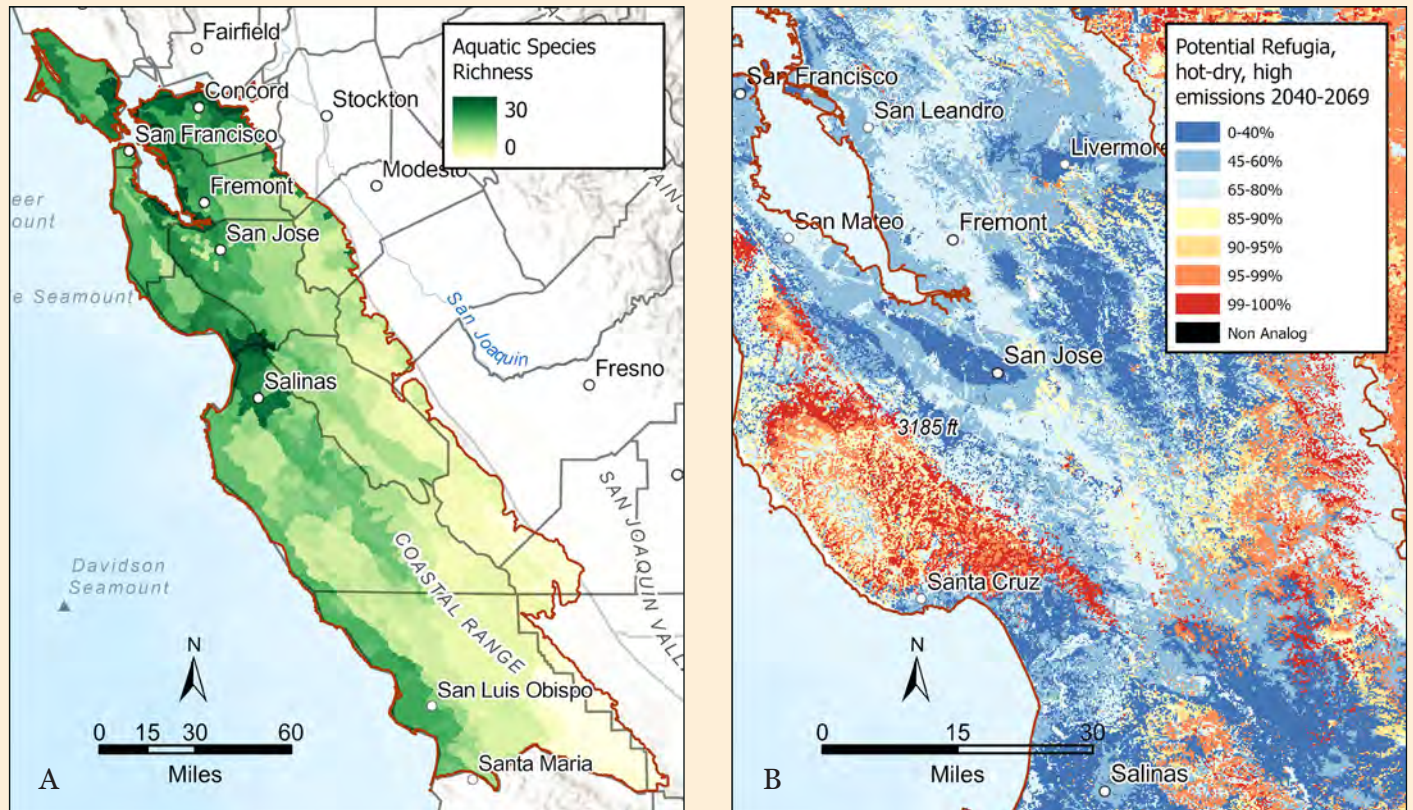 Aquatic Species
Richness
30
0
Fairfield
Concord
Stockton
San Francisco
Modesto
Fremont
San Jose
eer
ount
e Seamount
San Joaquin
Salinas
Fresno
SAN JOAQUIN VALL
COASTAL RANGE
Davidson
Seamount
N
San Luis Obispo
0 15 30 60
Miles
Santa Maria
A
Potential Refugia,
hot-dry, high
emissions 2040-2069
0-40%
45-60%
65-80%
85-90%
90-95%
95-99%
99-100%
Non Analog
San Francisco
San Leandro
Livermore
San Mateo
Fremont
San Jose
3185 ft
Santa Cruz
N
0 15 30
Miles
Salinas
B